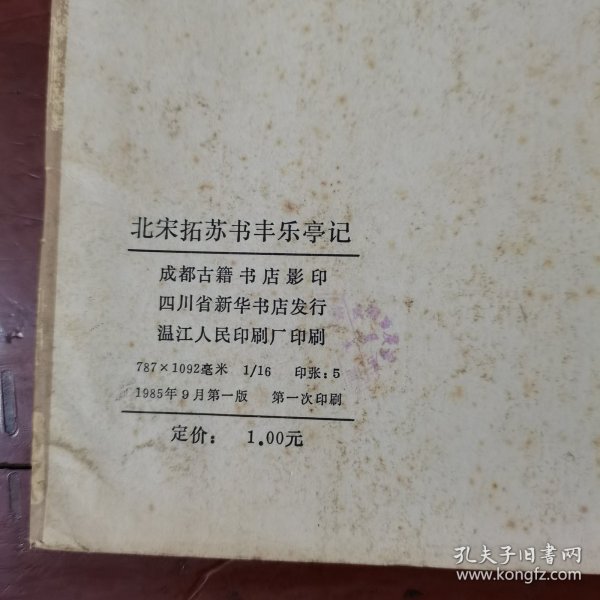 北宋拓苏书丰乐亭记
成都古籍书店影印
四川省新华书店发行
温江人民印刷厂印刷
787×1092毫米 1/16 印张:5
1985年9月第一版 第一次印刷
定价: 1.00元
孔夫子旧书网
www.kongfz.com